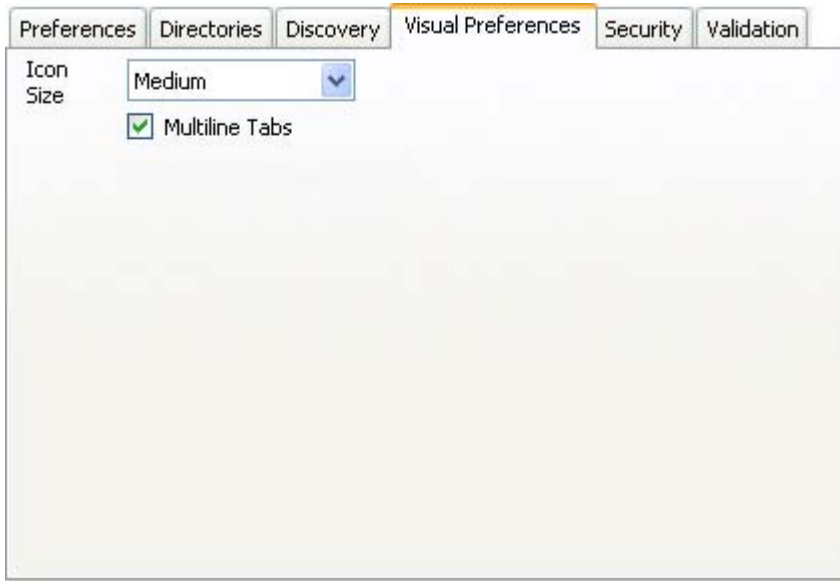 Preferences Directories Discovery Visual Preferences Security Validation
Icon Size
Medium
Multiline Tabs